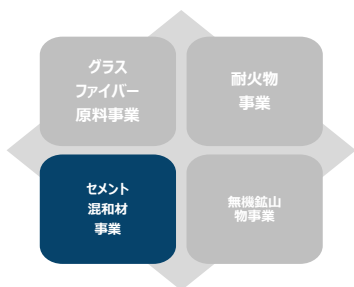 グラス
ファイバー
原料事業
耐火物
事業
セメント
混和材
事業
無機鉱山
物事業